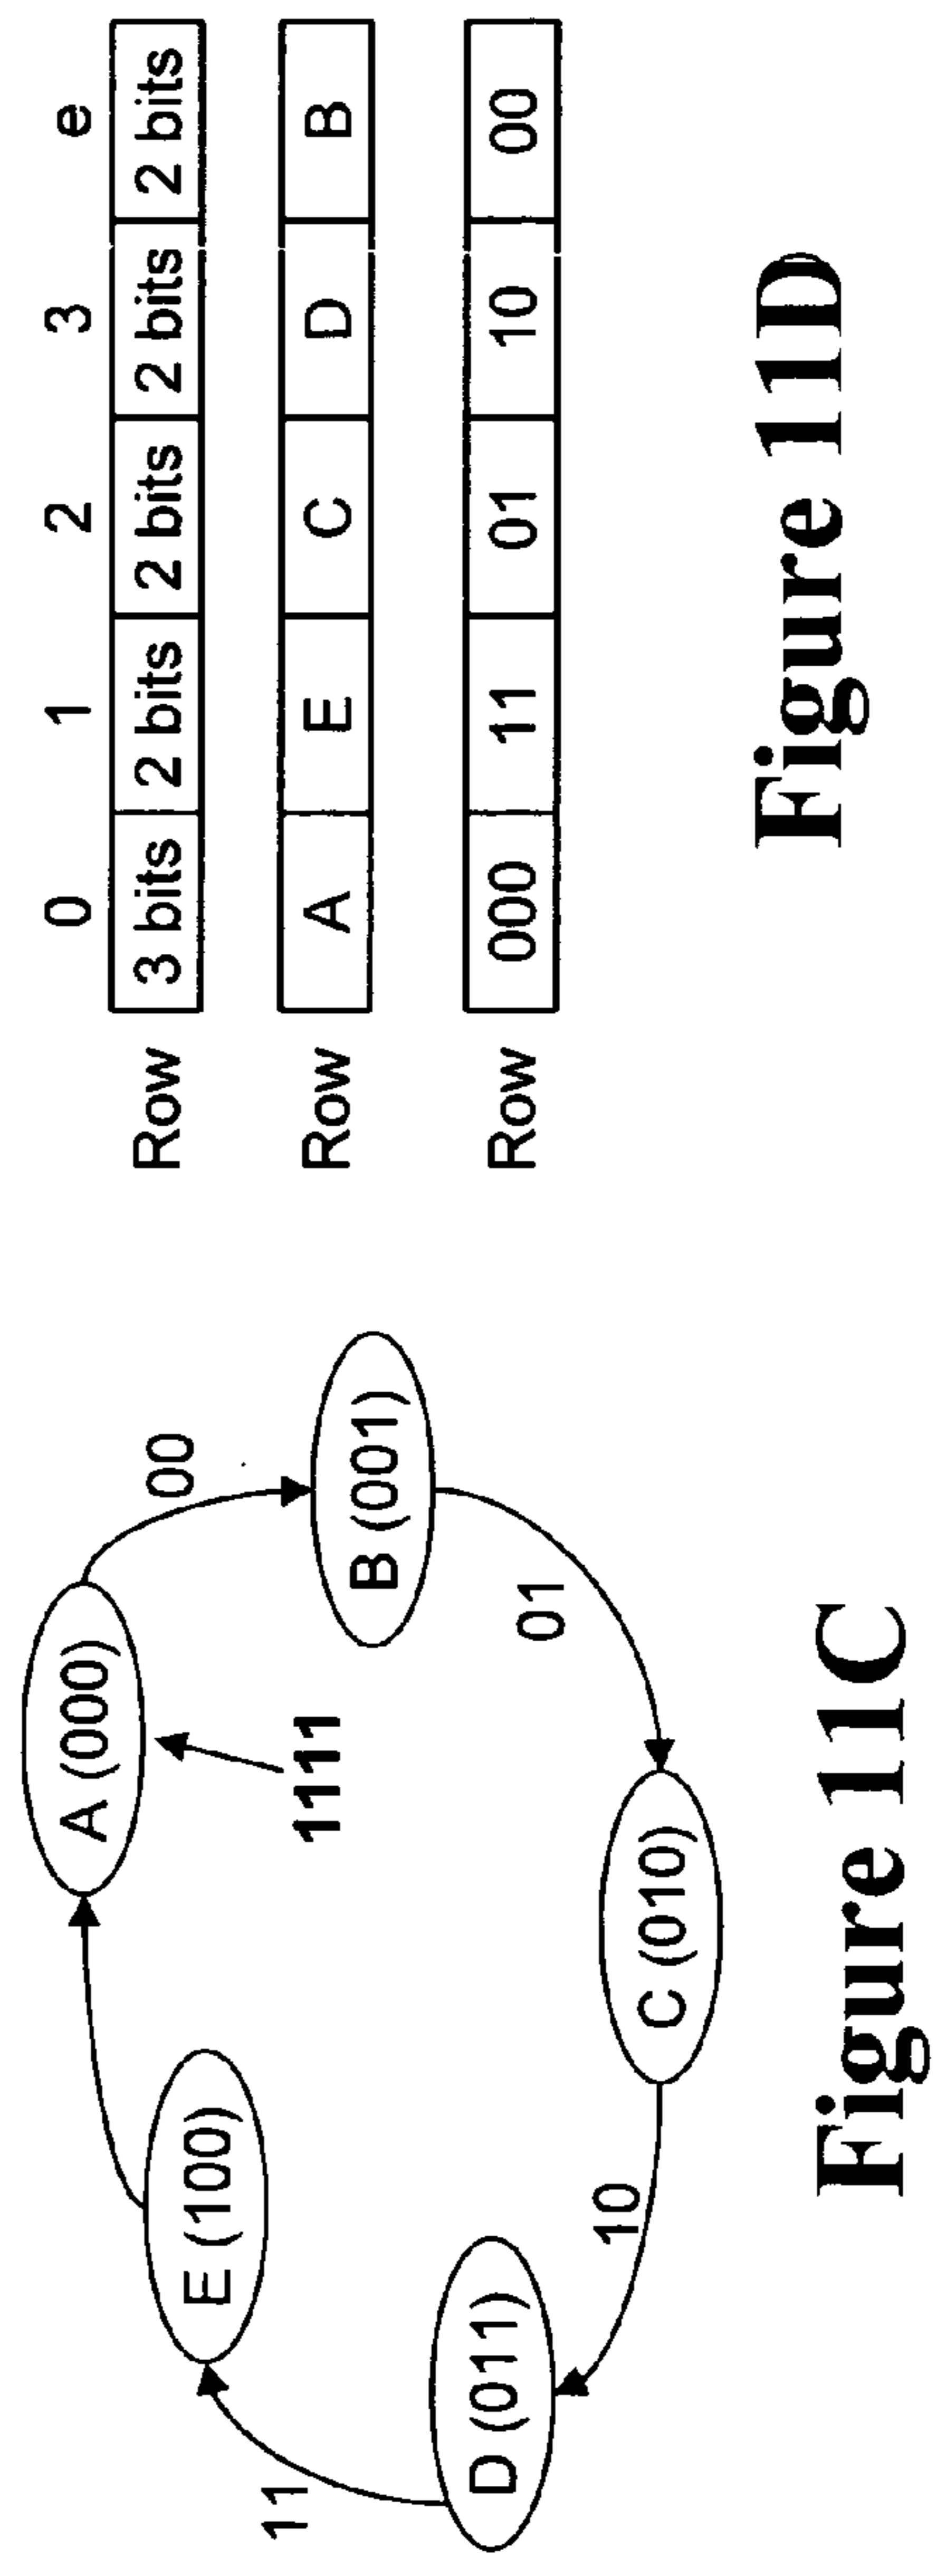 A (000)
00
B (001)
01
C (010)
10
D (011)
11
E (100)
1111
Figure 11C
0 1 2 3 e
Row 3 bits 2 bits 2 bits 2 bits 2 bits
Row A E C D B
Row 000 11 01 10 00
Figure 11D